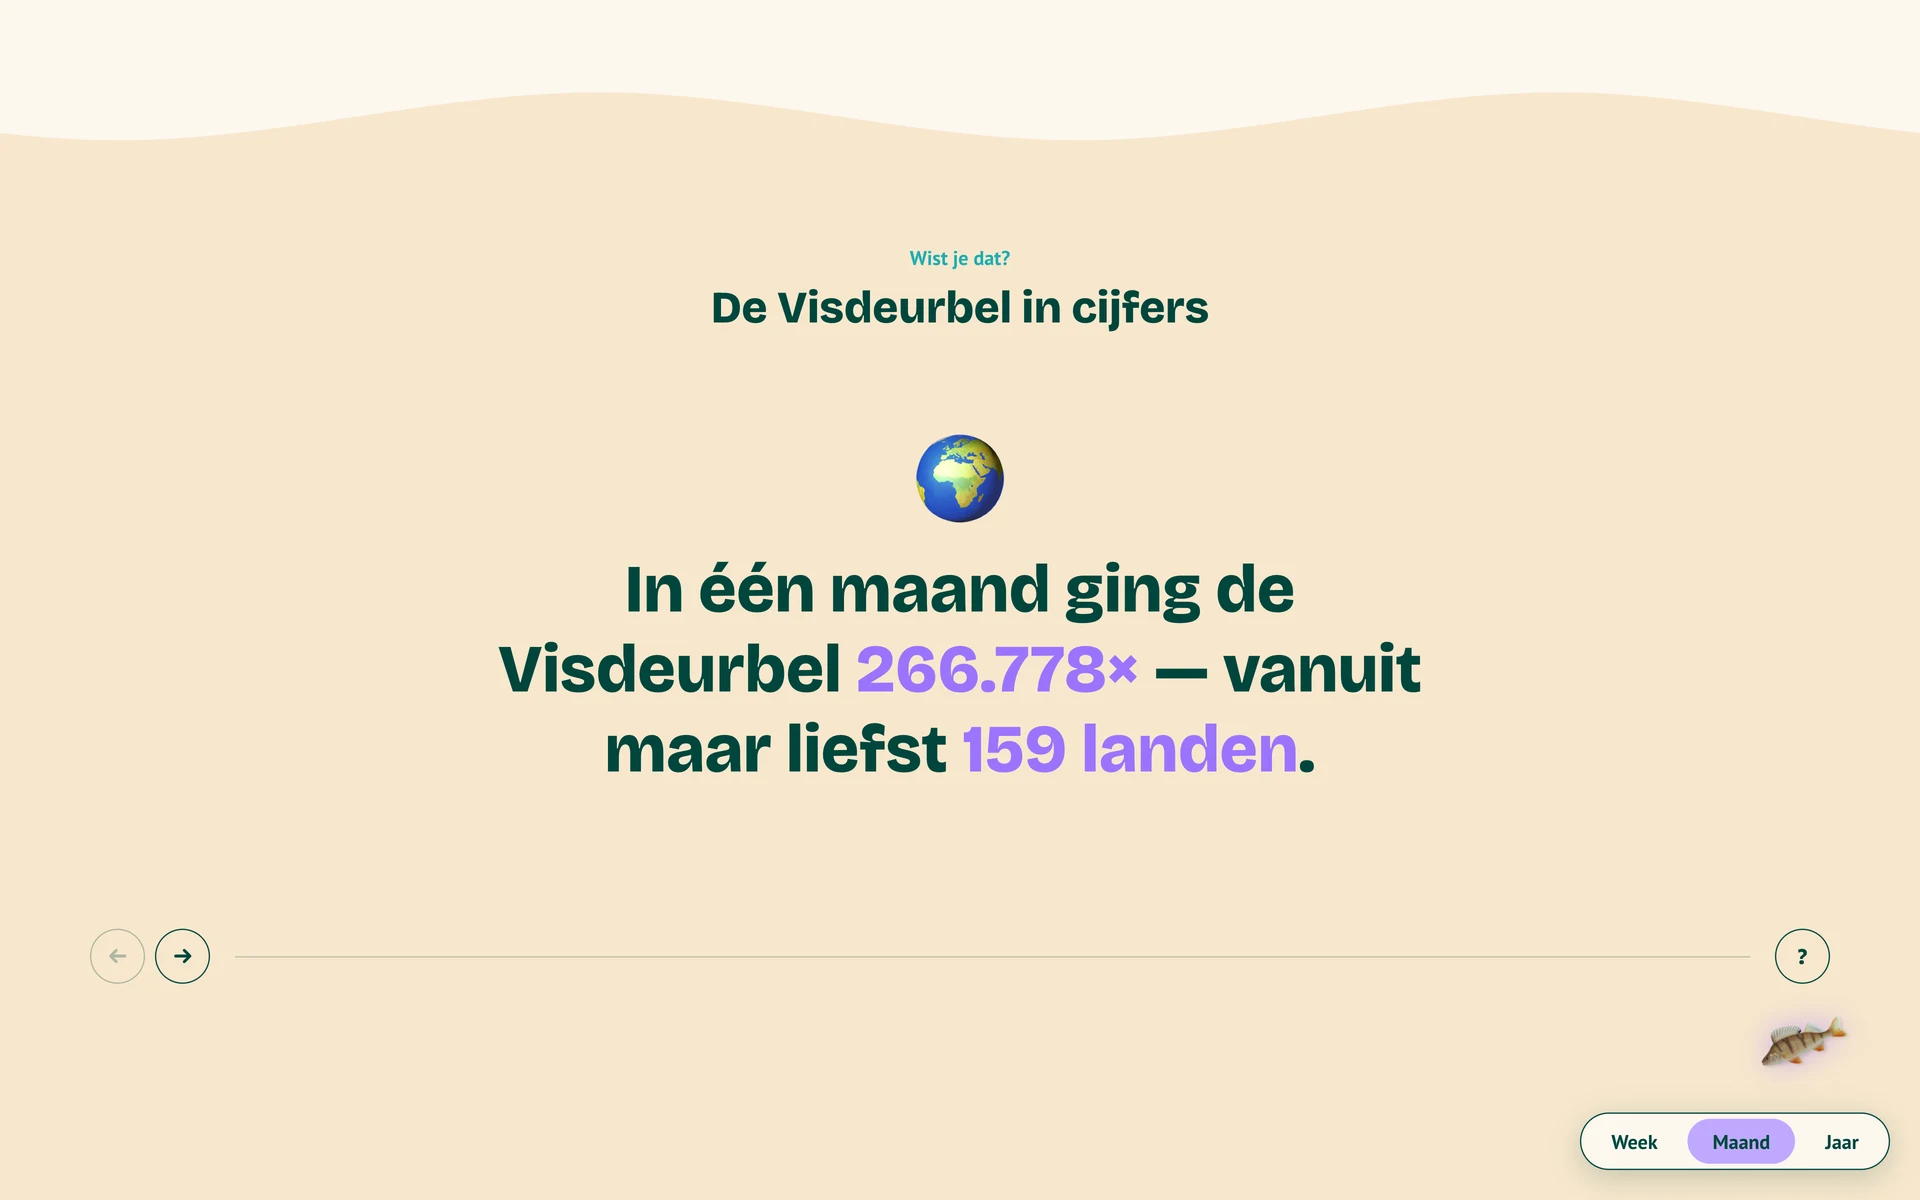 Wist je dat?
De Visdeurbel in cijfers
In één maand ging de
Visdeurbel 266.778× — vanuit
maar liefst 159 landen.
?
Week Maand Jaar